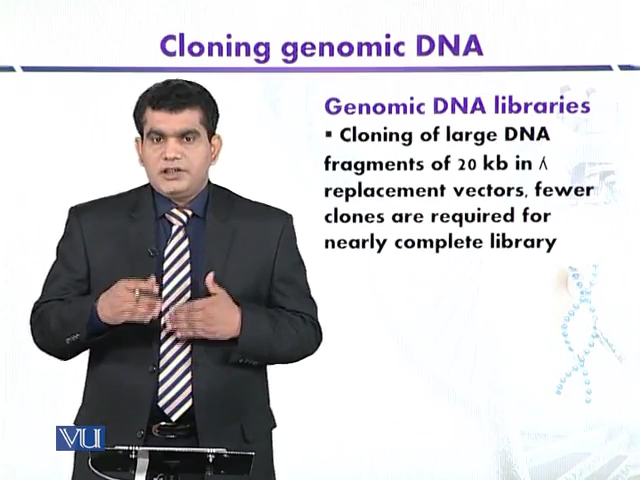 Cloning genomic DNA
Genomic DNA libraries
▪ Cloning of large DNA
fragments of 20 kb in λ
replacement vectors, fewer
clones are required for
nearly complete library
VU